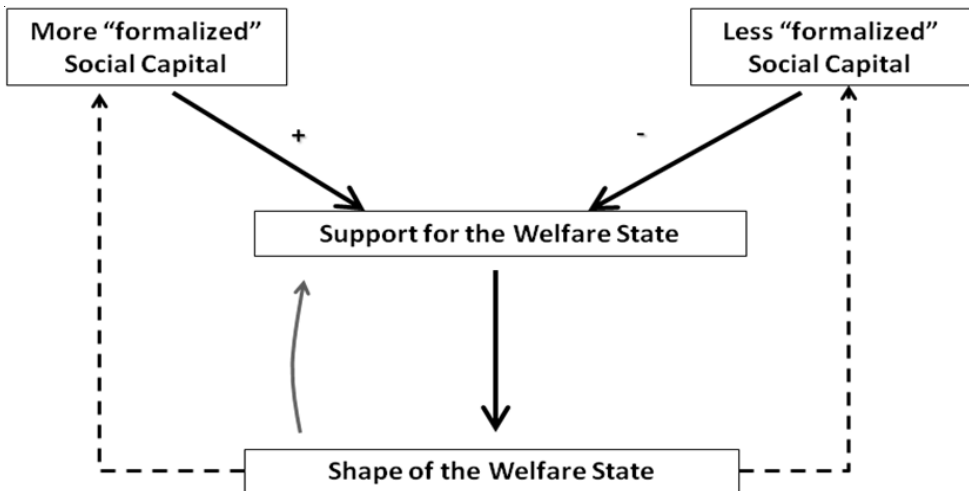 More “formalized”
Social Capital
Less “formalized”
Social Capital
+
-
Support for the Welfare State
Shape of the Welfare State